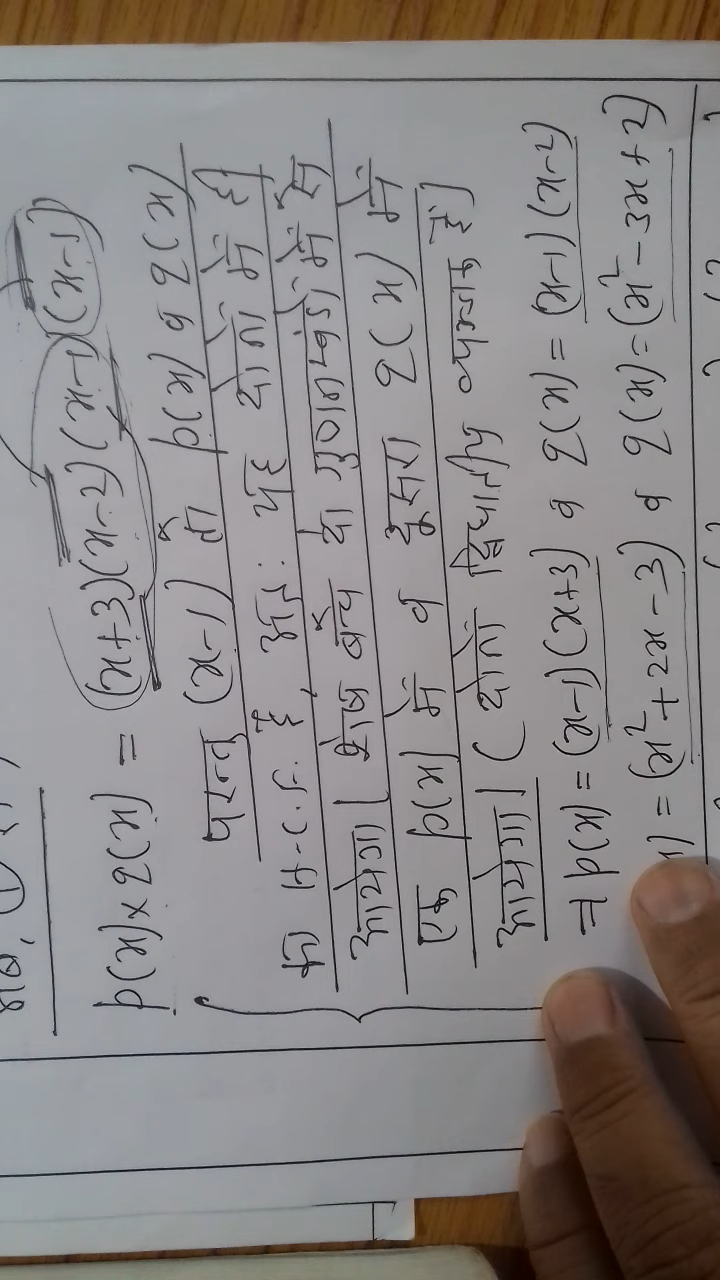 p(x)×q(x) = (x+3)(x-2)(x-1)(x-1)
परन्तु (x-1) तो p(x) व q(x)
का म.स. है, अतः यह दोनों में ही
आयेगा। शेष बचे दो गुणनखंडों में से
एक p(x) में व दूसरा q(x) में
आयेगा। (दोनों द्विघातीय व्यंजक हैं)
⇒ p(x) = (x-1)(x+3) व q(x) = (x-1)(x-2)
= (x²+2x-3) व q(x) = (x²-3x+2)